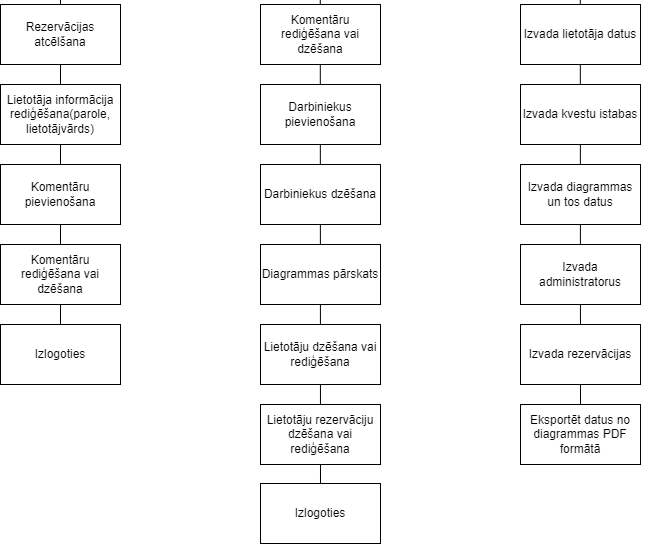 Rezervācijas
atcēlšana
Lietotāja informācija
rediģēšana(parole,
lietotājvārds)
Komentāru
pievienošana
Komentāru
rediģēšana vai
dzēšana
Izlogoties
Komentāru
rediģēšana vai
dzēšana
Darbiniekus
pievienošana
Darbiniekus dzēšana
Diagrammas pārskats
Lietotāju dzēšana vai
rediģēšana
Lietotāju rezervāciju
dzēšana vai
rediģēšana
Izlogoties
Izvada lietotāja datus
Izvada kvestu istabas
Izvada diagrammas
un tos datus
Izvada
administratorus
Izvada rezervācijas
Eksportēt datus no
diagrammas PDF
formātā